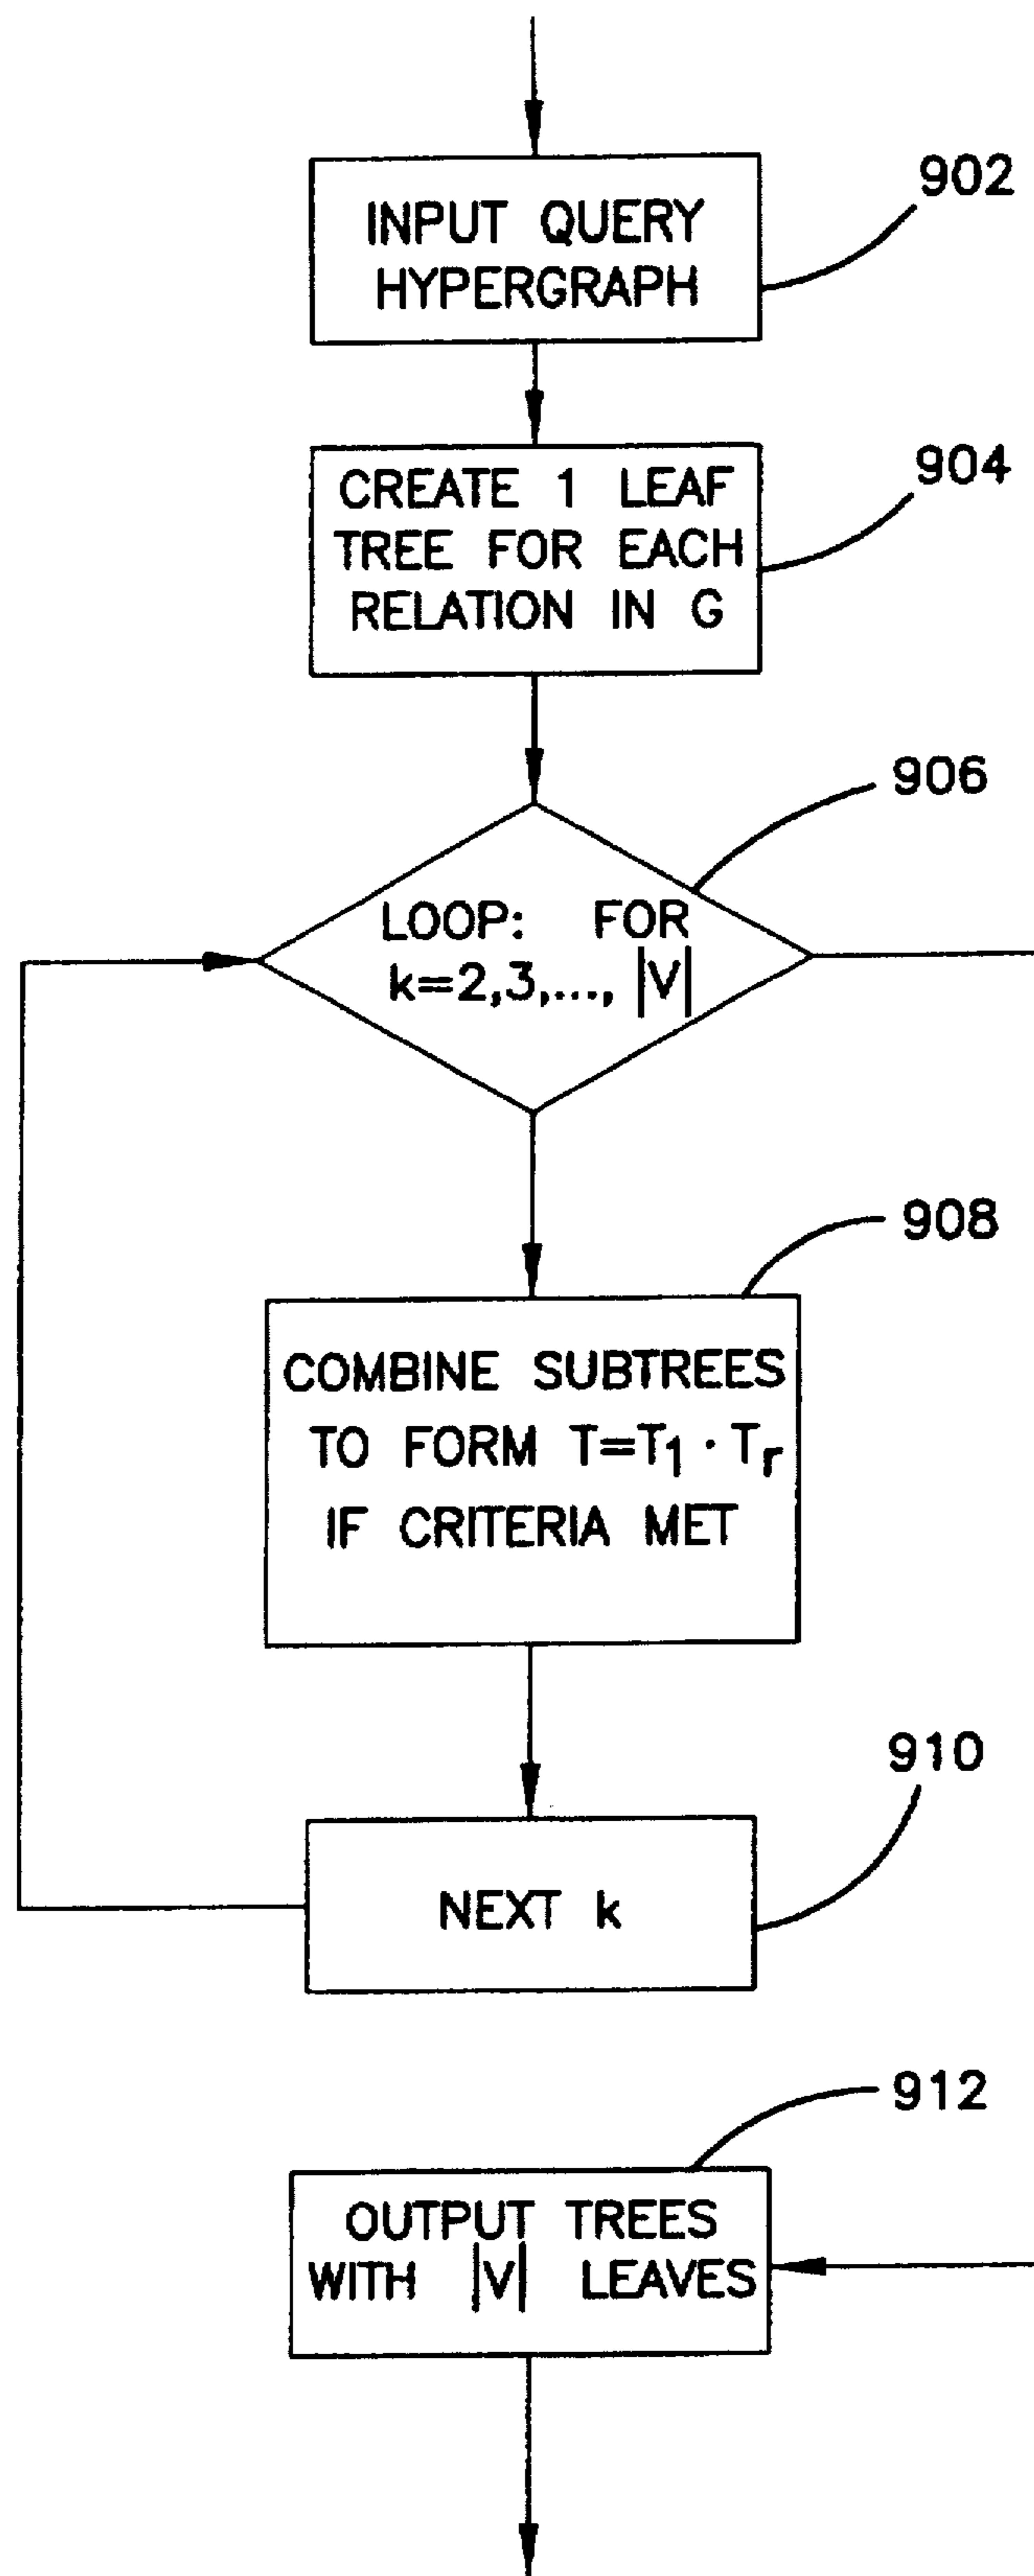 902
INPUT QUERY
HYPERGRAPH
904
CREATE 1 LEAF
TREE FOR EACH
RELATION IN G
906
LOOP: FOR
k=2,3,..., |V|
908
COMBINE SUBTREES
TO FORM T=T1 · Tr
IF CRITERIA MET
910
NEXT k
912
OUTPUT TREES
WITH |V| LEAVES